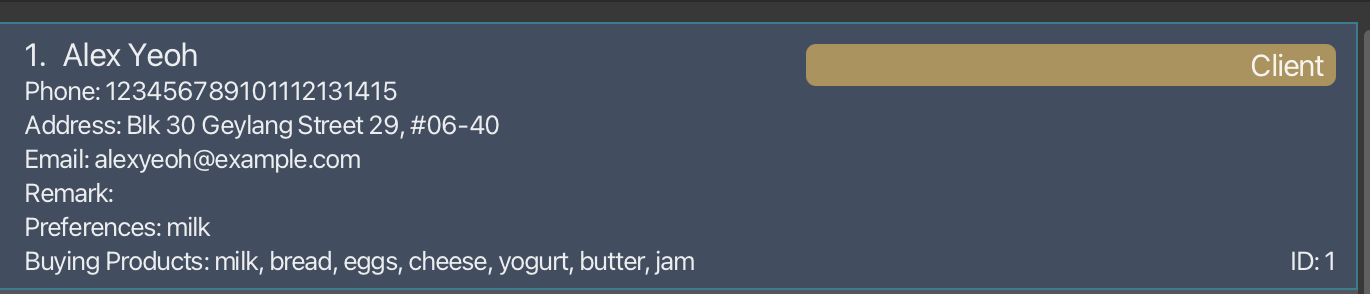 1. Alex Yeoh
Client
Phone: 123456789101112131415
Address: Blk 30 Geylang Street 29, #06-40
Email: alexyeoh@example.com
Remark:
Preferences: milk
Buying Products: milk, bread, eggs, cheese, yogurt, butter, jam
ID: 1